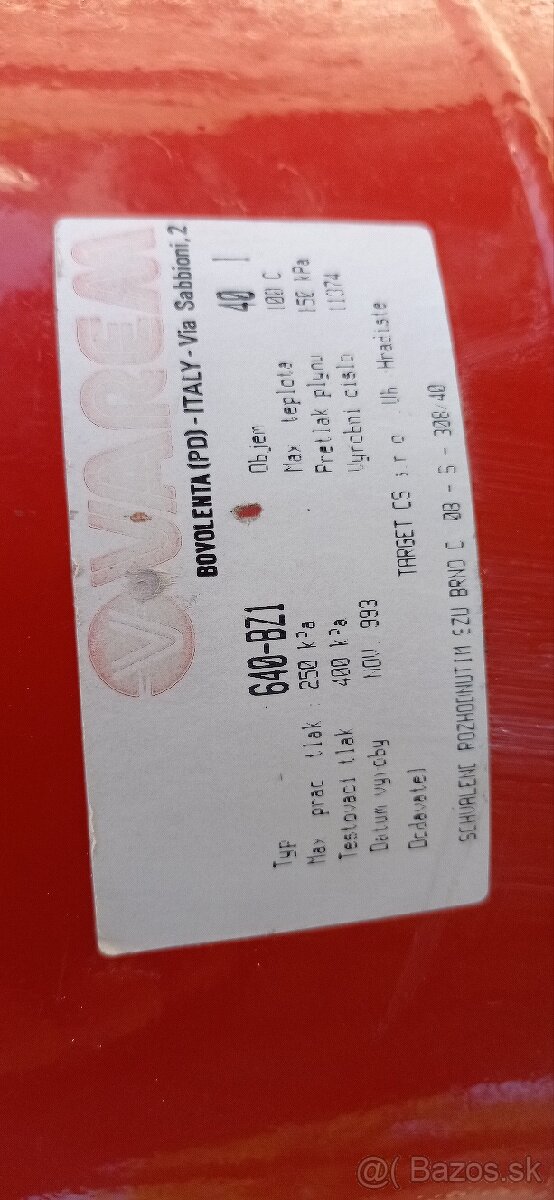 VAREM
BOVOLENTA (PD) - ITALY - Via Sabbioni, 2
Typ 640-BZ1 Objem 40 l
Max prac tlak : 250 kPa Max teplota 100 C
Testovaci tlak 400 kPa Pretlak plynu 150 kPa
Datum vyroby NOV. 993 Vyrobni cislo 11374
Dodavatel TARGET CS s.r.o Uh Hradiste
SCHVALENO ROZHODNUTIM SZU BRNO C 08 - 5 - 308/40
@( Bazos.sk